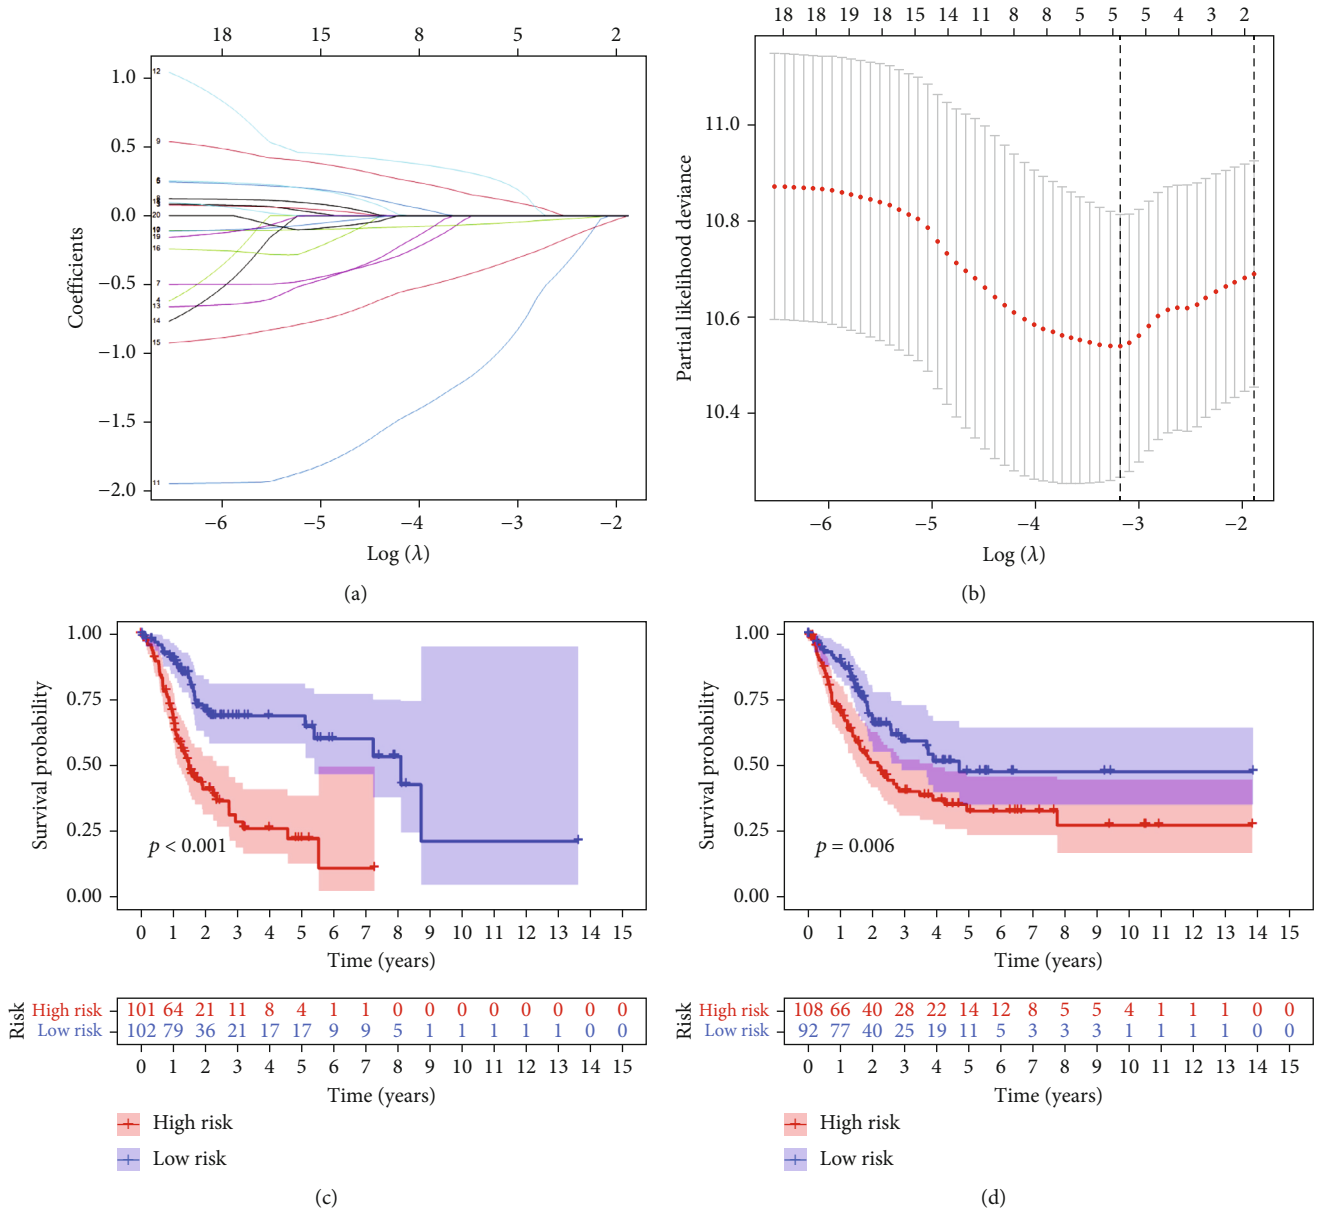 18 15 8 5 2
1.0
0.5
0.0
−0.5
−1.0
−1.5
−2.0
Coefficients
12
9
20
19
16
7
4
13
14
15
11
−6 −5 −4 −3 −2
Log (λ)
(a)
18 18 19 18 15 14 11 8 8 5 5 5 4 3 2
11.0
10.8
10.6
10.4
Partial likelihood deviance
−6 −5 −4 −3 −2
Log (λ)
(b)
1.00
0.75
0.50
0.25
0.00
Survival probability
p < 0.001
0 1 2 3 4 5 6 7 8 9 10 11 12 13 14 15
Time (years)
Risk
High risk 101 64 21 11 8 4 1 1 0 0 0 0 0 0 0 0
Low risk 102 79 36 21 17 17 9 9 5 1 1 1 1 1 0 0
0 1 2 3 4 5 6 7 8 9 10 11 12 13 14 15
Time (years)
High risk
Low risk
(c)
1.00
0.75
0.50
0.25
0.00
Survival probability
p = 0.006
0 1 2 3 4 5 6 7 8 9 10 11 12 13 14 15
Time (years)
Risk
High risk 108 66 40 28 22 14 12 8 5 5 4 1 1 1 0 0
Low risk 92 77 40 25 19 11 5 3 3 3 1 1 1 1 0 0
0 1 2 3 4 5 6 7 8 9 10 11 12 13 14 15
Time (years)
High risk
Low risk
(d)